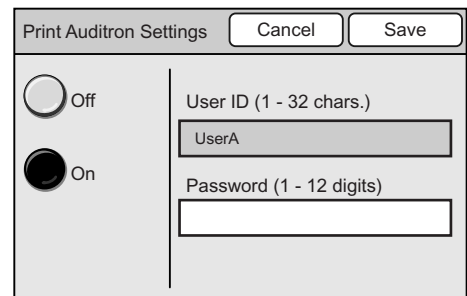 Print Auditron Settings Cancel Save
Off
On
User ID (1 - 32 chars.)
UserA
Password (1 - 12 digits)